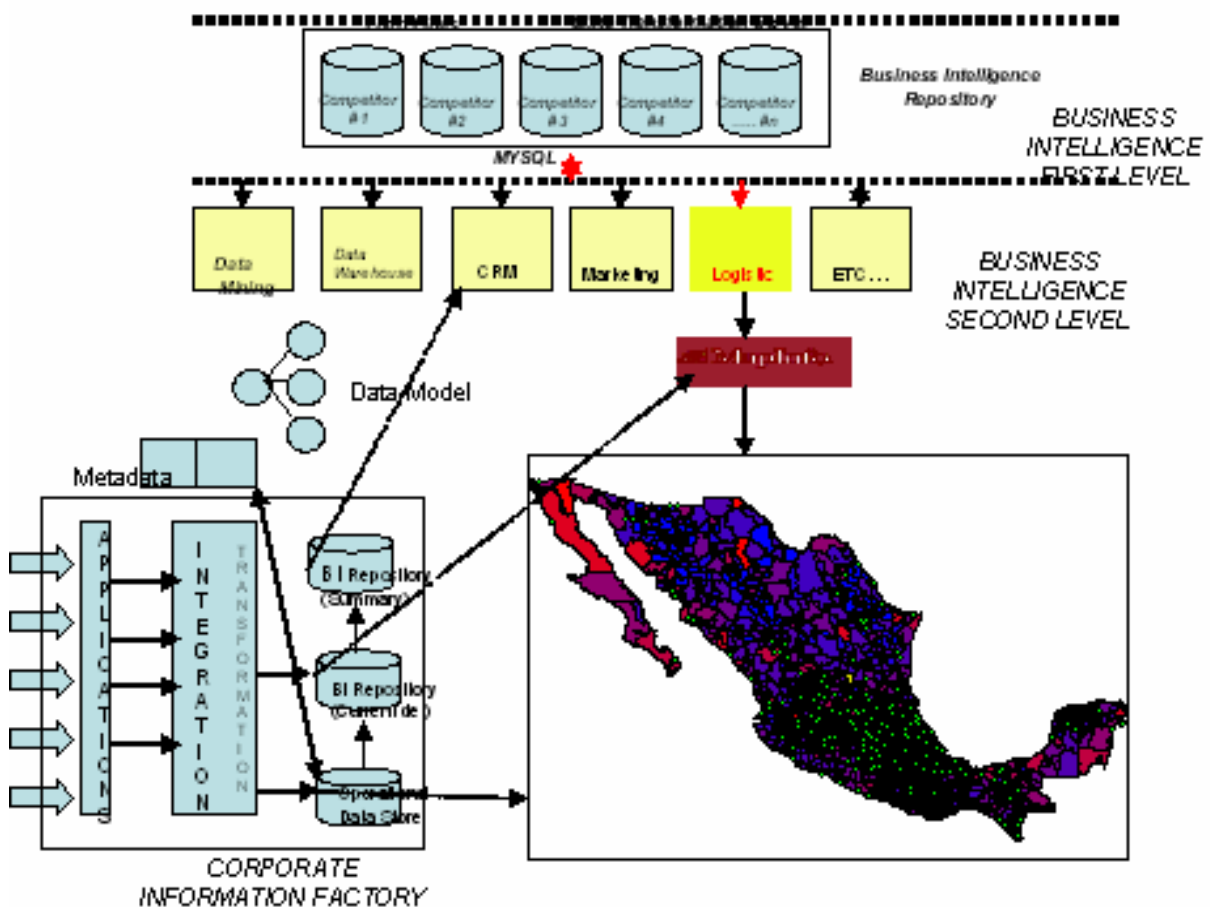 Competitor
#1
Competitor
#2
Competitor
#3
Competitor
#4
Competitor
..... #n
Business Intelligence
Repository
MYSQL
BUSINESS
INTELLIGENCE
FIRST LEVEL
Data
Mining
Data
Warehouse
CRM
Marketing
Logistic
ETC...
BUSINESS
INTELLIGENCE
SECOND LEVEL
Data Model
Metadata
APPLICATIONS
INTEGRATION
TRANSFORMATION
BI Repository
(Summary)
BI Repository
Data Store
CORPORATE
INFORMATION FACTORY